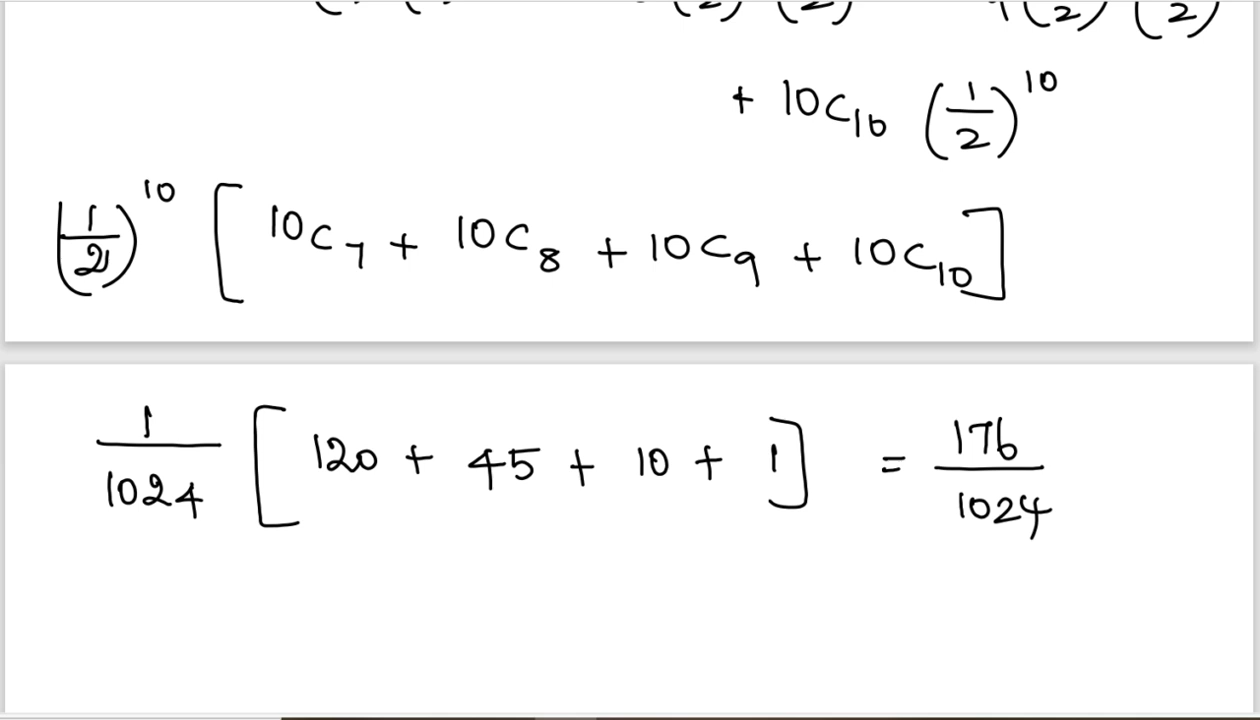 + 10C10 (1/2)^10
(1/2)^10 [ 10C7 + 10C8 + 10C9 + 10C10 ]
1/1024 [ 120 + 45 + 10 + 1 ] = 176/1024